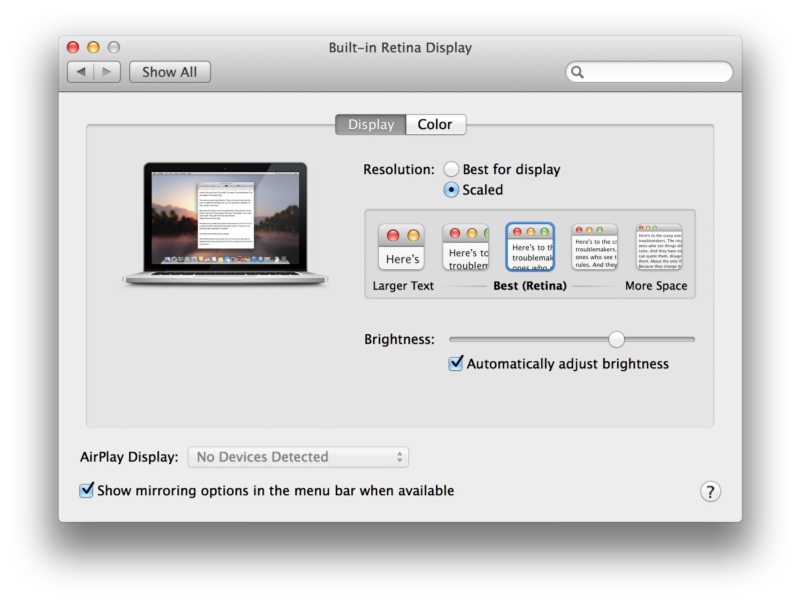 Built-in Retina Display
Show All
Display Color
Resolution: Best for display
Scaled
Here's
Here's to
troublem
Here's to th
troublemak
ones who
Here's to the cr
troublemakers.
ones who see t
rules. And they
Here's to the crazy one
troublemakers. The rou
ones who see things di
rules. And they have no
can quote them, disagr
them. About the only t
Because they change t
Larger Text
Best (Retina)
More Space
Brightness:
Automatically adjust brightness
AirPlay Display: No Devices Detected
Show mirroring options in the menu bar when available
?